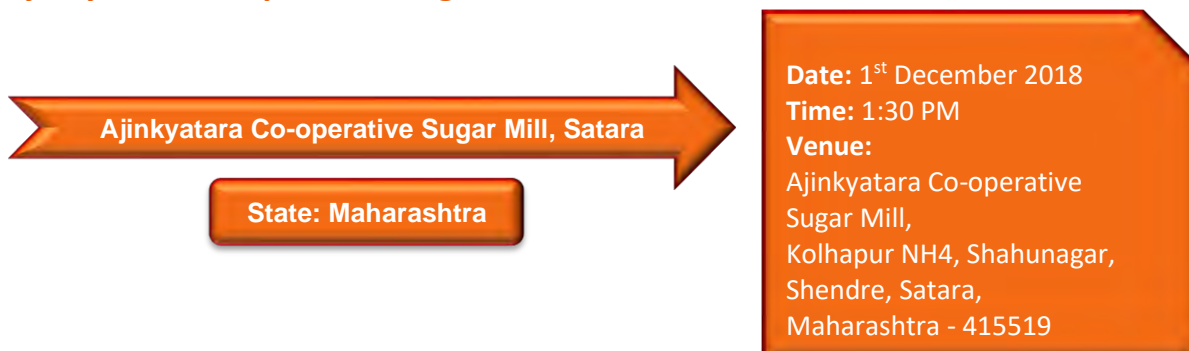 Ajinkyatara Co-operative Sugar Mill, Satara
State: Maharashtra
Date: 1st December 2018
Time: 1:30 PM
Venue:
Ajinkyatara Co-operative
Sugar Mill,
Kolhapur NH4, Shahunagar,
Shendre, Satara,
Maharashtra - 415519